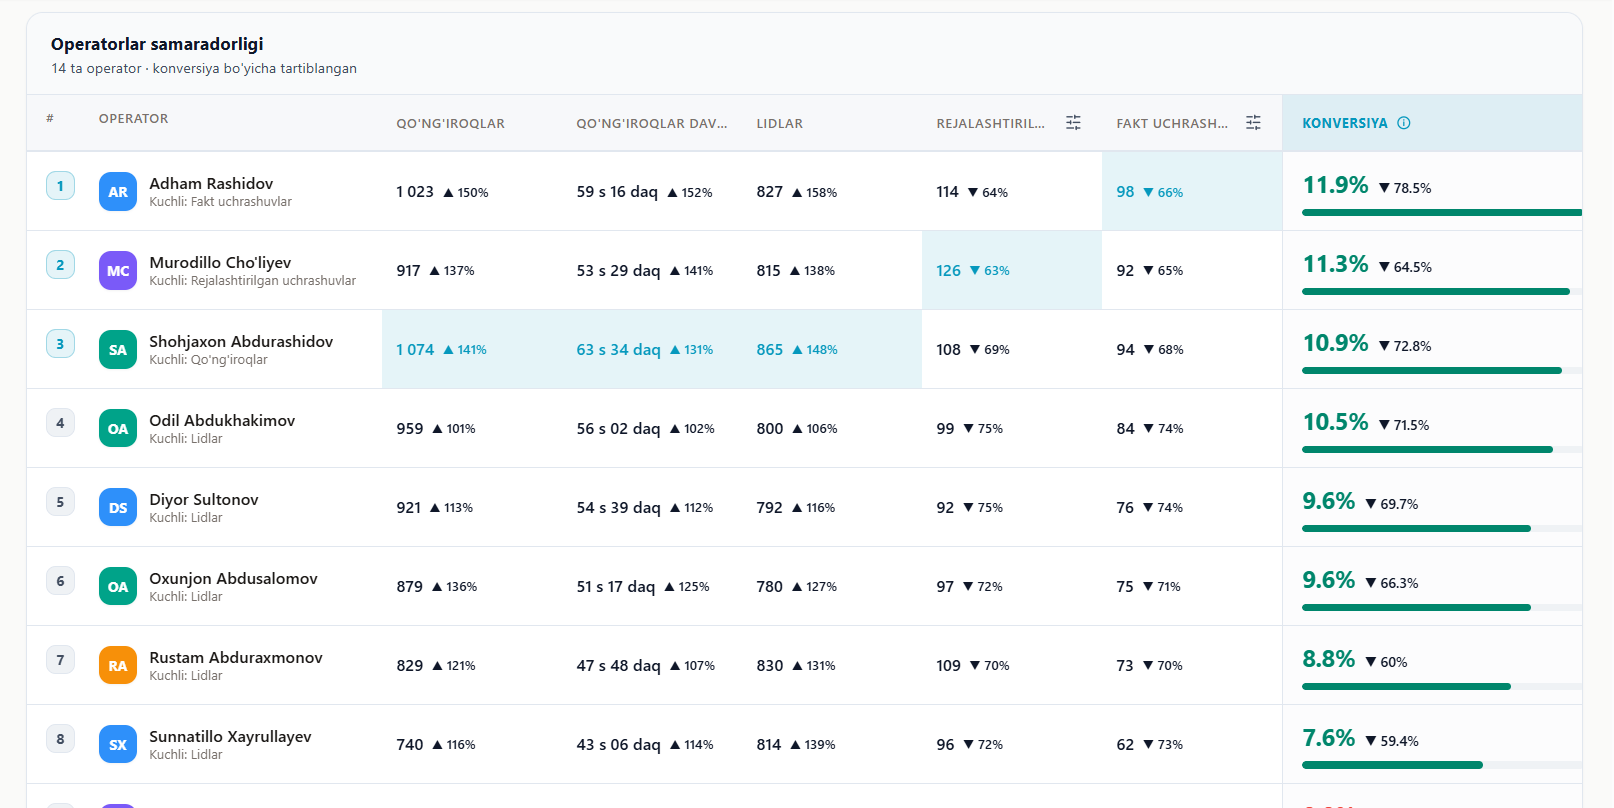 Operatorlar samaradorligi
14 ta operator · konversiya bo'yicha tartiblangan
# OPERATOR QO'NG'IROQLAR QO'NG'IROQLAR DAV... LIDLAR REJALASHTIRIL... FAKT UCHRASH... KONVERSIYA
1 AR Adham Rashidov 1 023 ▲ 150% 59 s 16 daq ▲ 152% 827 ▲ 158% 114 ▼ 64% 98 ▼ 66% 11.9% ▼ 78.5%
Kuchli: Fakt uchrashuvlar
2 MC Murodillo Cho'liyev 917 ▲ 137% 53 s 29 daq ▲ 141% 815 ▲ 138% 126 ▼ 63% 92 ▼ 65% 11.3% ▼ 64.5%
Kuchli: Rejalashtirilgan uchrashuvlar
3 SA Shohjaxon Abdurashidov 1 074 ▲ 141% 63 s 34 daq ▲ 131% 865 ▲ 148% 108 ▼ 69% 94 ▼ 68% 10.9% ▼ 72.8%
Kuchli: Qo'ng'iroqlar
4 OA Odil Abdukhakimov 959 ▲ 101% 56 s 02 daq ▲ 102% 800 ▲ 106% 99 ▼ 75% 84 ▼ 74% 10.5% ▼ 71.5%
Kuchli: Lidlar
5 DS Diyor Sultonov 921 ▲ 113% 54 s 39 daq ▲ 112% 792 ▲ 116% 92 ▼ 75% 76 ▼ 74% 9.6% ▼ 69.7%
Kuchli: Lidlar
6 OA Oxunjon Abdusalomov 879 ▲ 136% 51 s 17 daq ▲ 125% 780 ▲ 127% 97 ▼ 72% 75 ▼ 71% 9.6% ▼ 66.3%
Kuchli: Lidlar
7 RA Rustam Abduraxmonov 829 ▲ 121% 47 s 48 daq ▲ 107% 830 ▲ 131% 109 ▼ 70% 73 ▼ 70% 8.8% ▼ 60%
Kuchli: Lidlar
8 SX Sunnatillo Xayrullayev 740 ▲ 116% 43 s 06 daq ▲ 114% 814 ▲ 139% 96 ▼ 72% 62 ▼ 73% 7.6% ▼ 59.4%
Kuchli: Lidlar